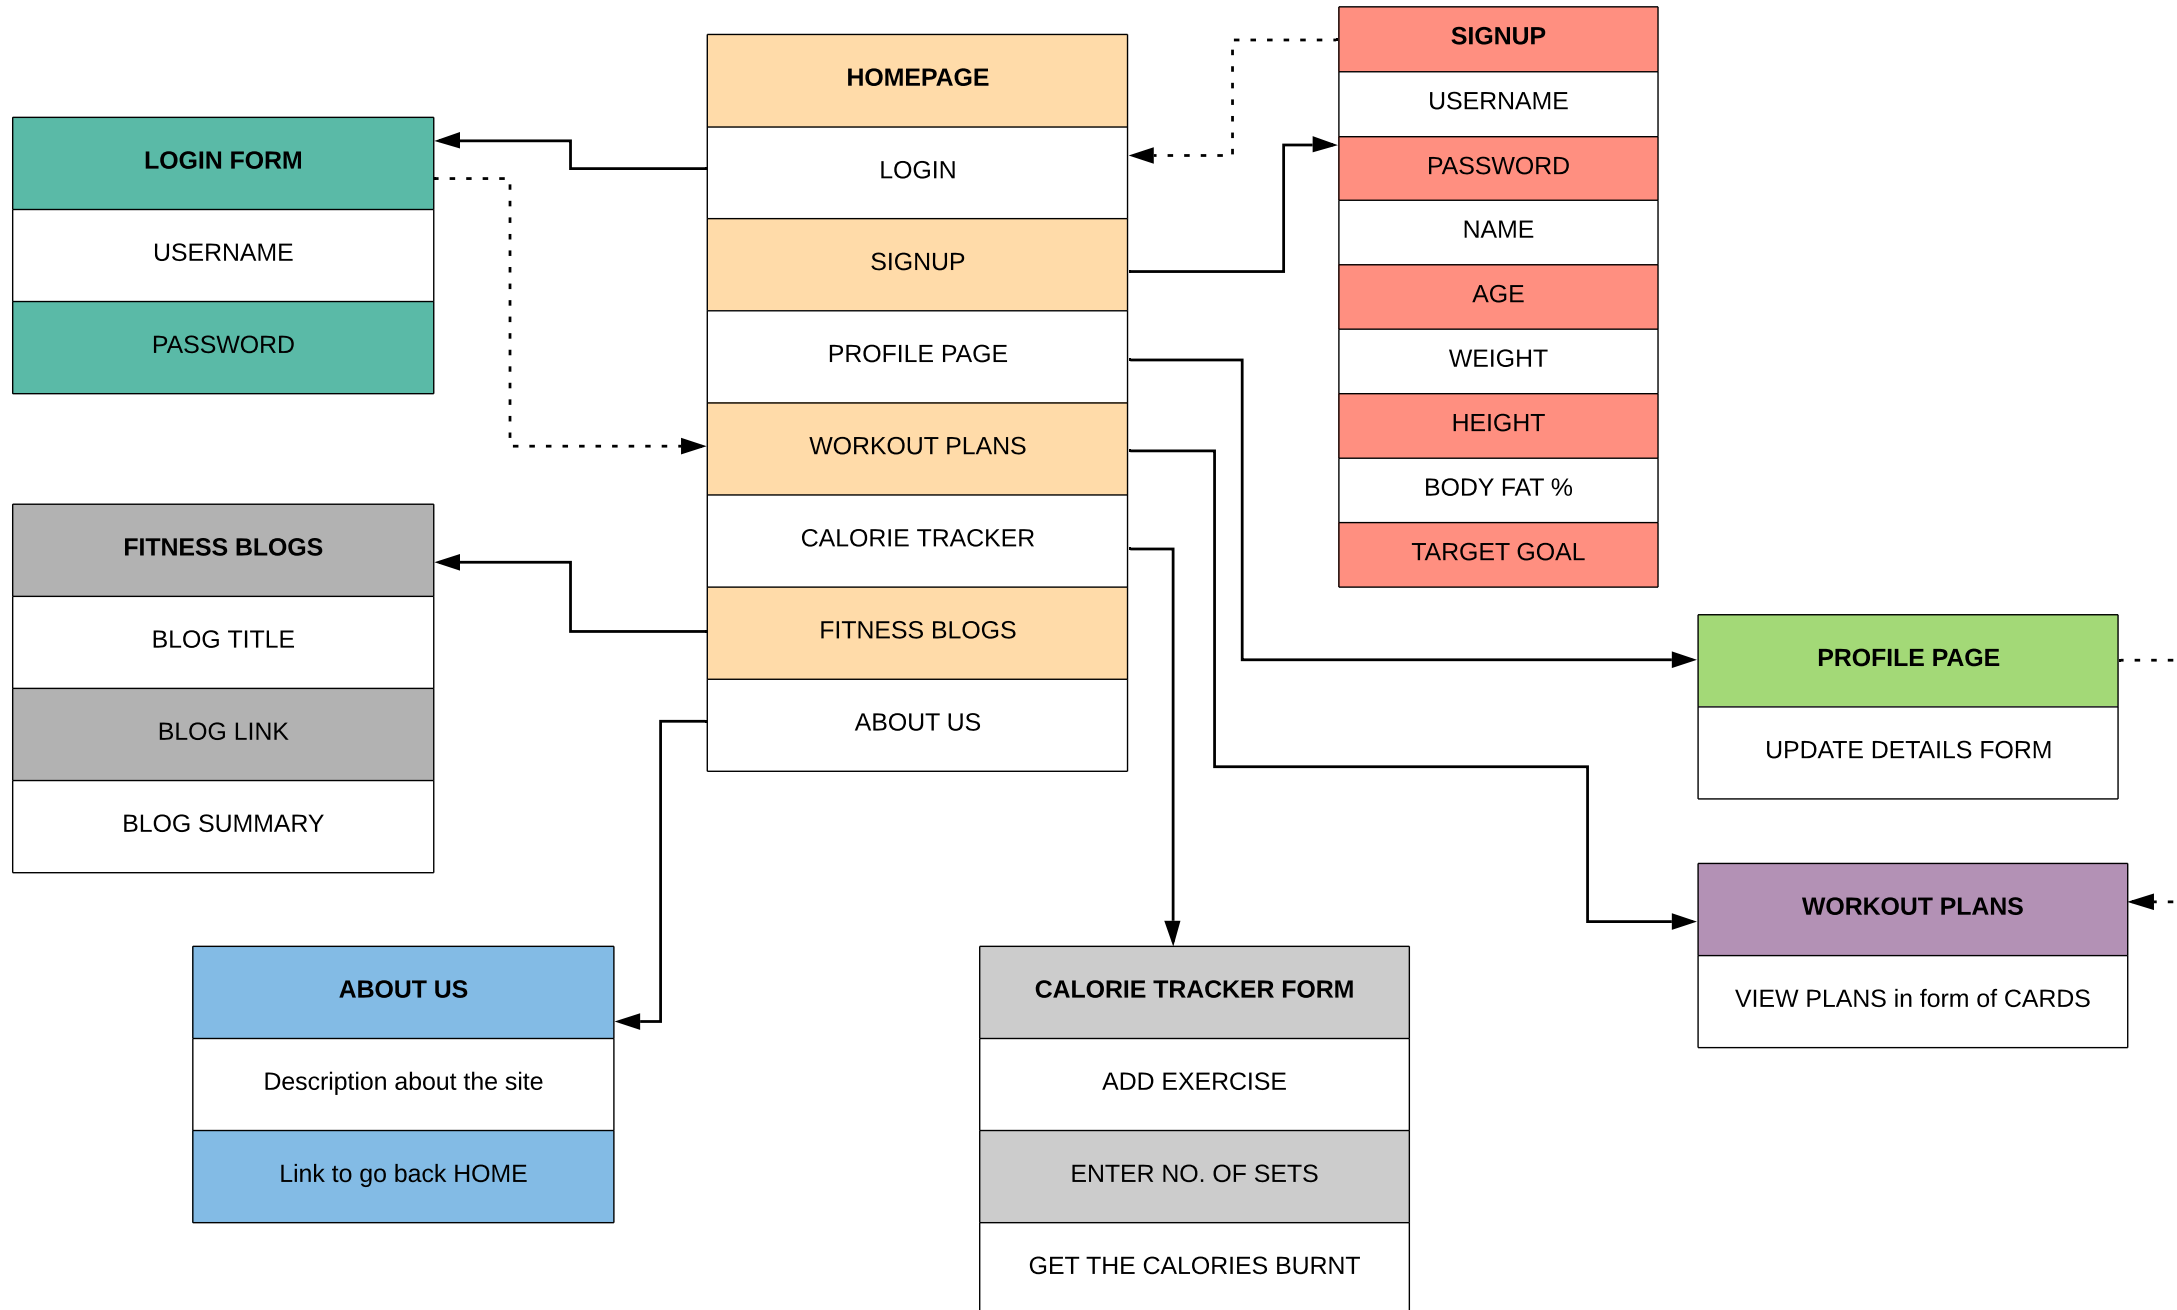 HOMEPAGE
LOGIN
SIGNUP
PROFILE PAGE
WORKOUT PLANS
CALORIE TRACKER
FITNESS BLOGS
ABOUT US
SIGNUP
USERNAME
PASSWORD
NAME
AGE
WEIGHT
HEIGHT
BODY FAT %
TARGET GOAL
LOGIN FORM
USERNAME
PASSWORD
FITNESS BLOGS
BLOG TITLE
BLOG LINK
BLOG SUMMARY
PROFILE PAGE
UPDATE DETAILS FORM
WORKOUT PLANS
VIEW PLANS in form of CARDS
ABOUT US
Description about the site
Link to go back HOME
CALORIE TRACKER FORM
ADD EXERCISE
ENTER NO. OF SETS
GET THE CALORIES BURNT